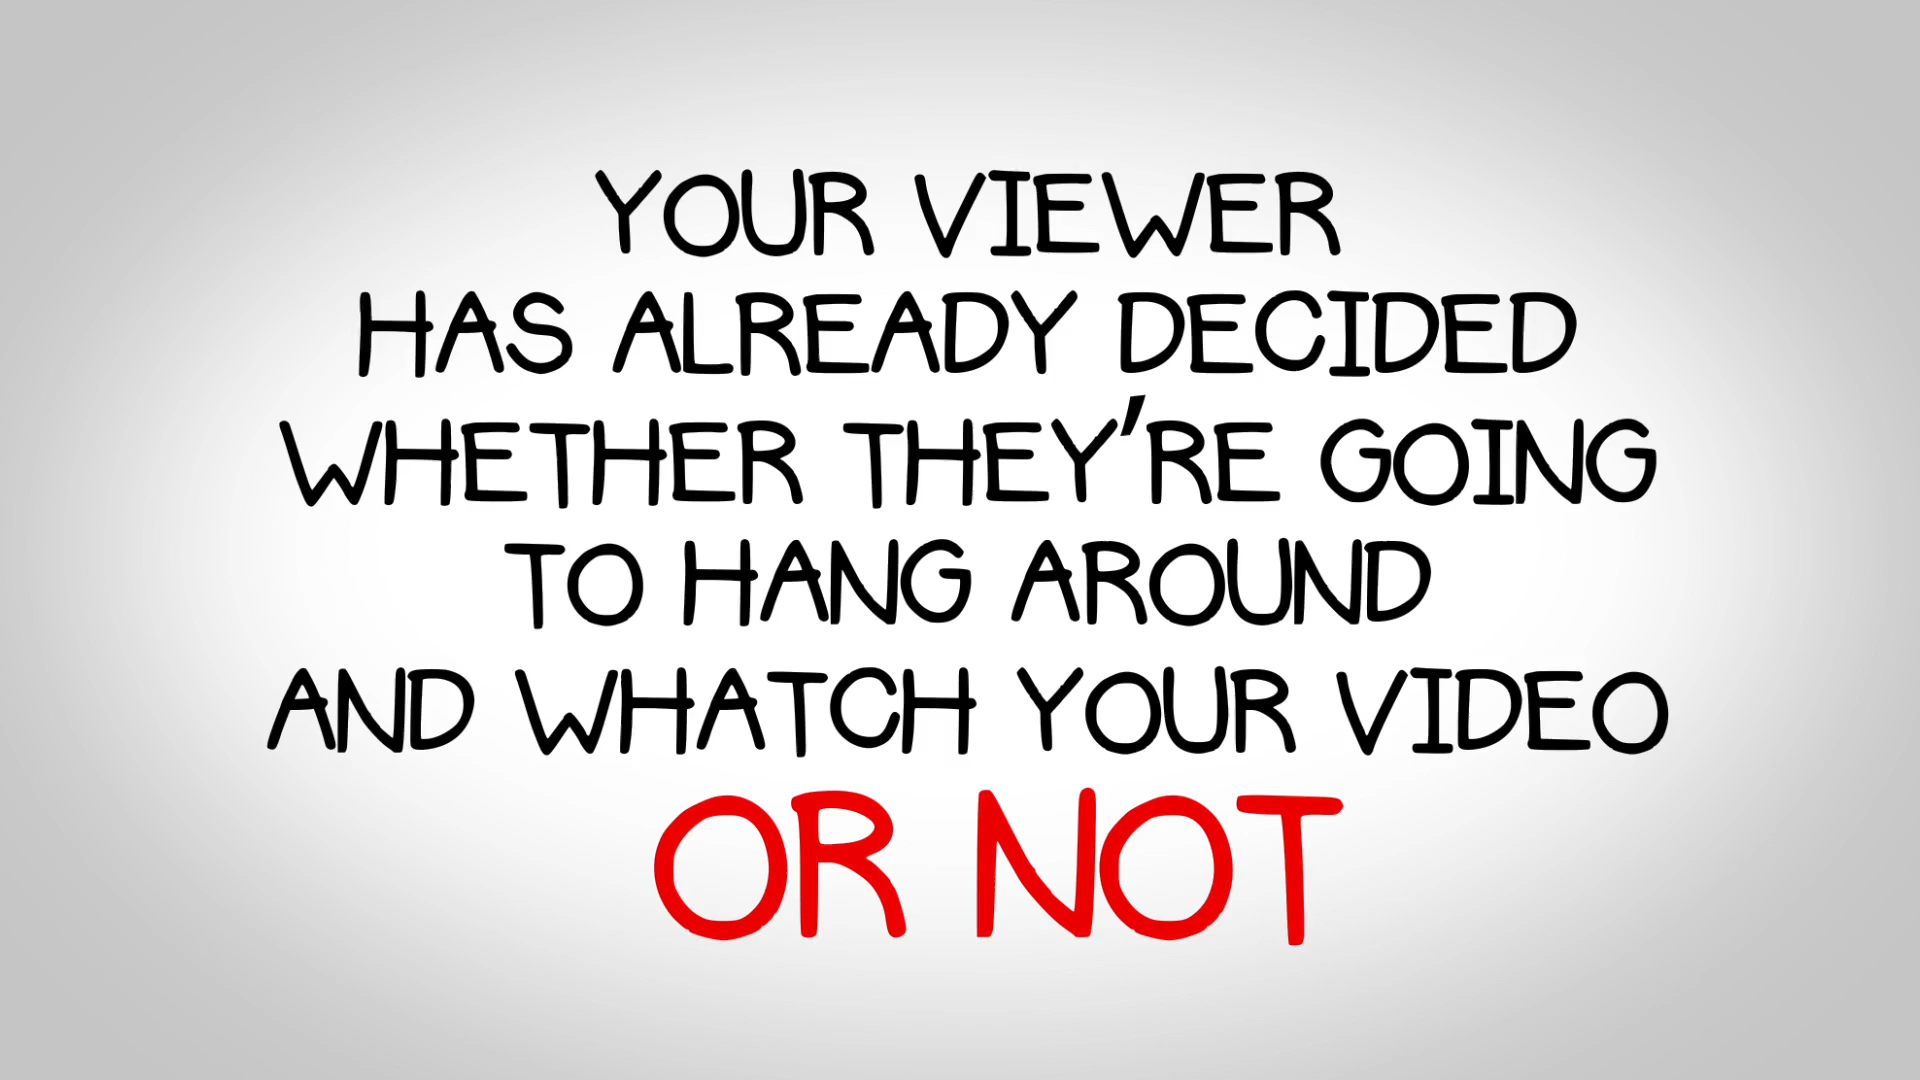 YOUR VIEWER
HAS ALREADY DECIDED
WHETHER THEY'RE GOING
TO HANG AROUND
AND WHATCH YOUR VIDEO
OR NOT